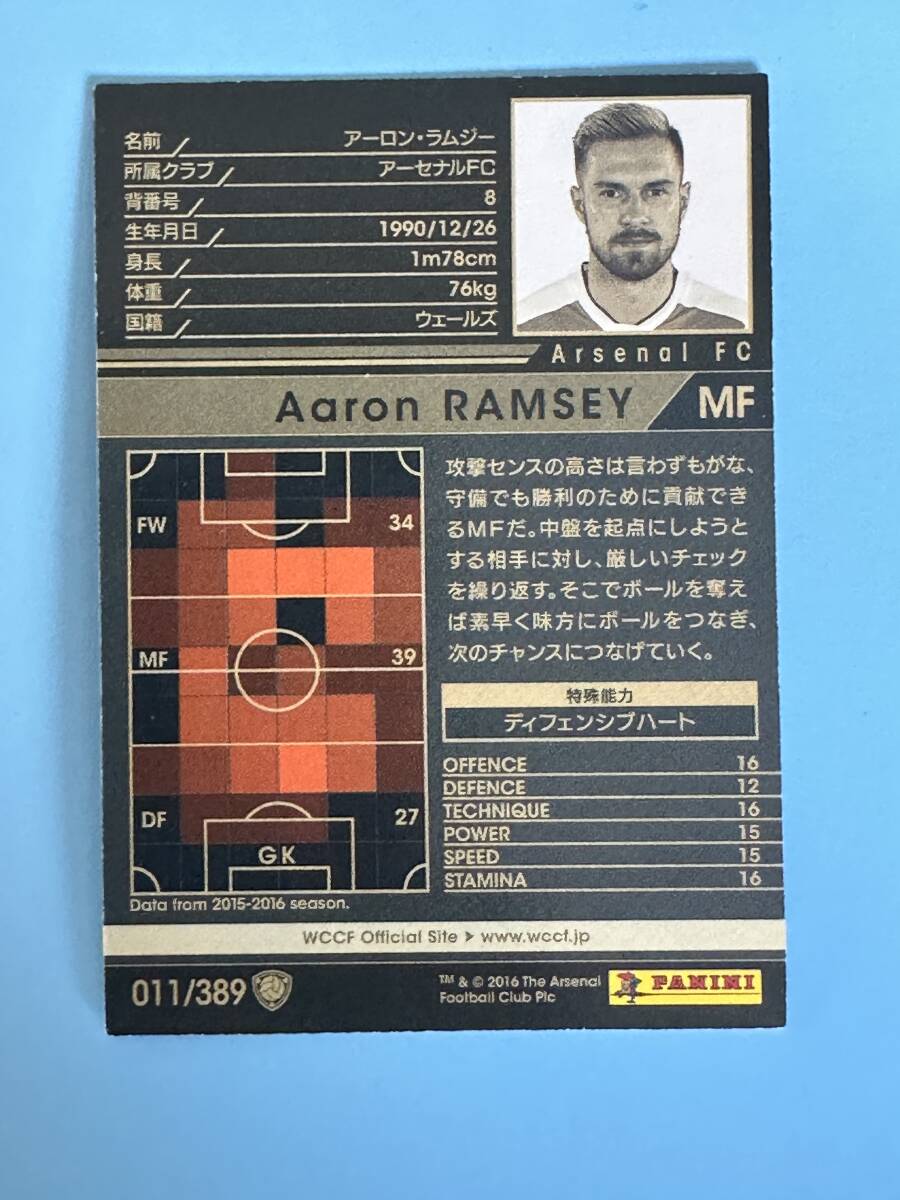 名前 アーロン・ラムジー
所属クラブ アーセナルFC
背番号 8
生年月日 1990/12/26
身長 1m78cm
体重 76kg
国籍 ウェールズ
Arsenal FC
Aaron RAMSEY MF
FW 34
MF 39
DF 27
GK
Data from 2015-2016 season.
攻撃センスの高さは言わずもがな、
守備でも勝利のために貢献でき
るMFだ。中盤を起点にしようと
する相手に対し、厳しいチェック
を繰り返す。そこでボールを奪え
ば素早く味方にボールをつなぎ、
次のチャンスにつなげていく。
特殊能力
ディフェンシブハート
OFFENCE 16
DEFENCE 12
TECHNIQUE 16
POWER 15
SPEED 15
STAMINA 16
WCCF Official Site ➤ www.wccf.jp
011/389
™ & © 2016 The Arsenal
Football Club Plc
PANINI